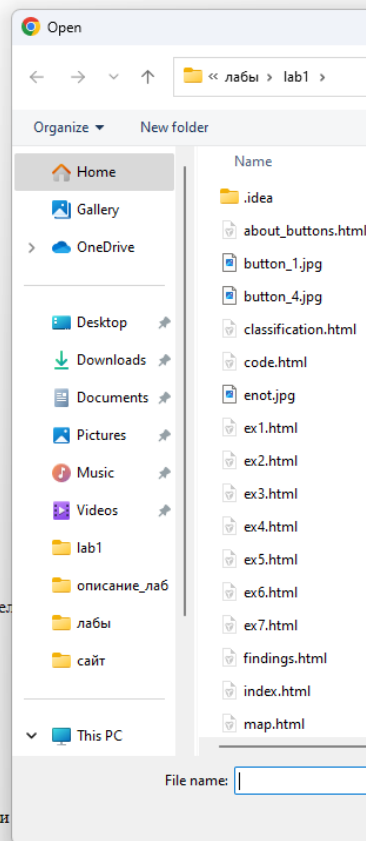 Open
« лабы › lab1 ›
Organize
New folder
Home
Gallery
OneDrive
Desktop
Downloads
Documents
Pictures
Music
Videos
lab1
описание_лаб
лабы
сайт
This PC
Name
.idea
about_buttons.html
button_1.jpg
button_4.jpg
classification.html
code.html
enot.jpg
ex1.html
ex2.html
ex3.html
ex4.html
ex5.html
ex6.html
ex7.html
findings.html
index.html
map.html
File name: